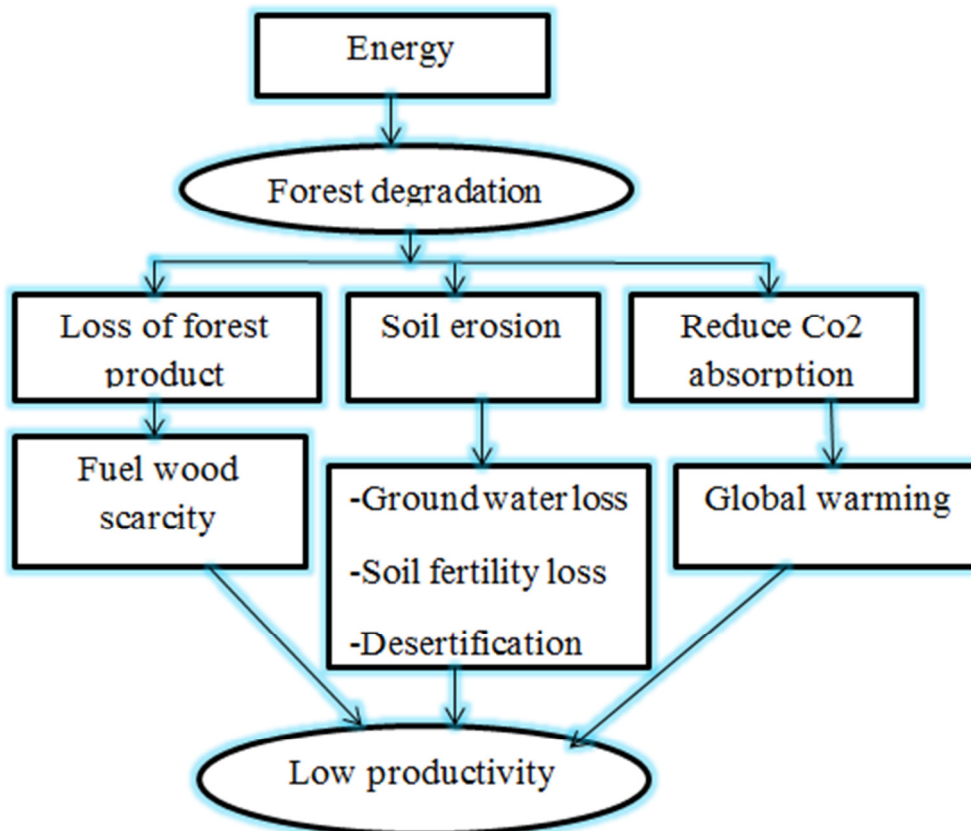 Energy
Forest degradation
Loss of forest
product
Soil erosion
Reduce Co2
absorption
Fuel wood
scarcity
-Ground water loss
-Soil fertility loss
-Desertification
Global warming
Low productivity